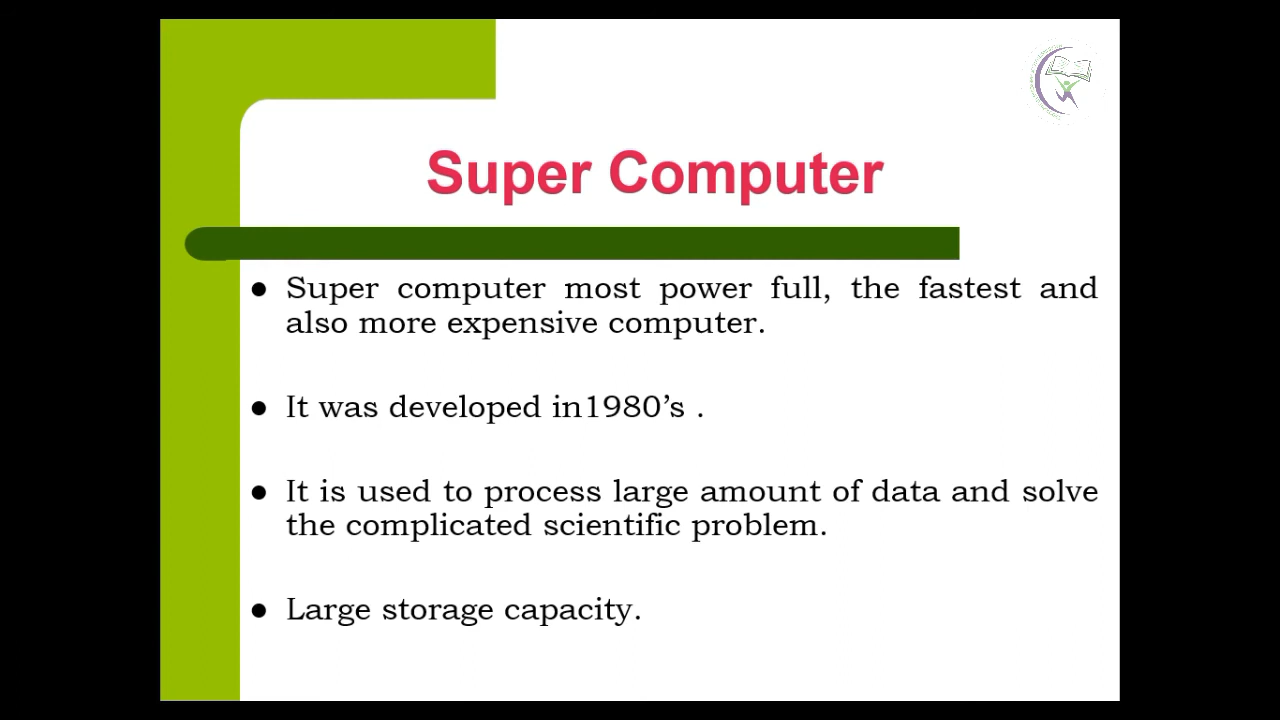 Super Computer
● Super computer most power full, the fastest and
also more expensive computer.
● It was developed in1980’s .
● It is used to process large amount of data and solve
the complicated scientific problem.
● Large storage capacity.